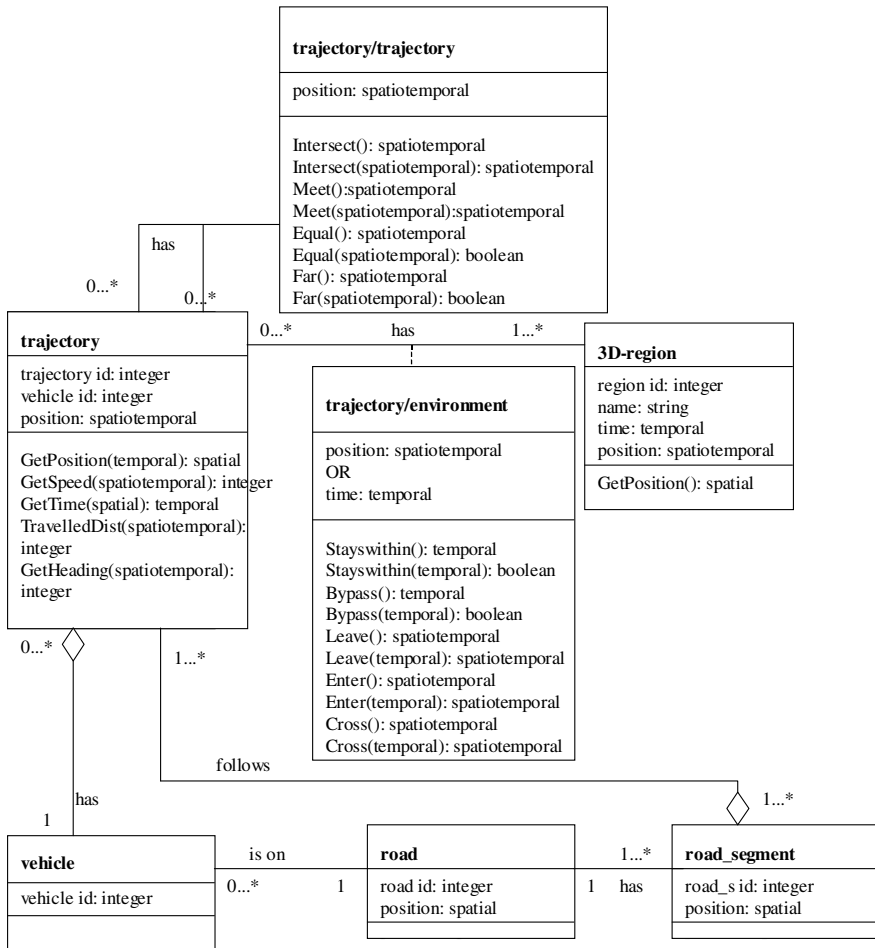 trajectory/trajectory
position: spatiotemporal
Intersect(): spatiotemporal
Intersect(spatiotemporal): spatiotemporal
Meet():spatiotemporal
Meet(spatiotemporal):spatiotemporal
Equal(): spatiotemporal
Equal(spatiotemporal): boolean
Far(): spatiotemporal
Far(spatiotemporal): boolean
has
0...*
0...*
trajectory
trajectory id: integer
vehicle id: integer
position: spatiotemporal
GetPosition(temporal): spatial
GetSpeed(spatiotemporal): integer
GetTime(spatial): temporal
TravelledDist(spatiotemporal):
integer
GetHeading(spatiotemporal):
integer
0...*
has
1...*
3D-region
region id: integer
name: string
time: temporal
position: spatiotemporal
GetPosition(): spatial
trajectory/environment
position: spatiotemporal
OR
time: temporal
Stayswithin(): temporal
Stayswithin(temporal): boolean
Bypass(): temporal
Bypass(temporal): boolean
Leave(): spatiotemporal
Leave(temporal): spatiotemporal
Enter(): spatiotemporal
Enter(temporal): spatiotemporal
Cross(): spatiotemporal
Cross(temporal): spatiotemporal
0...*
1...*
follows
1...*
has
1
vehicle
vehicle id: integer
is on
0...*
1
road
road id: integer
position: spatial
1...*
1
has
road_segment
road_s id: integer
position: spatial